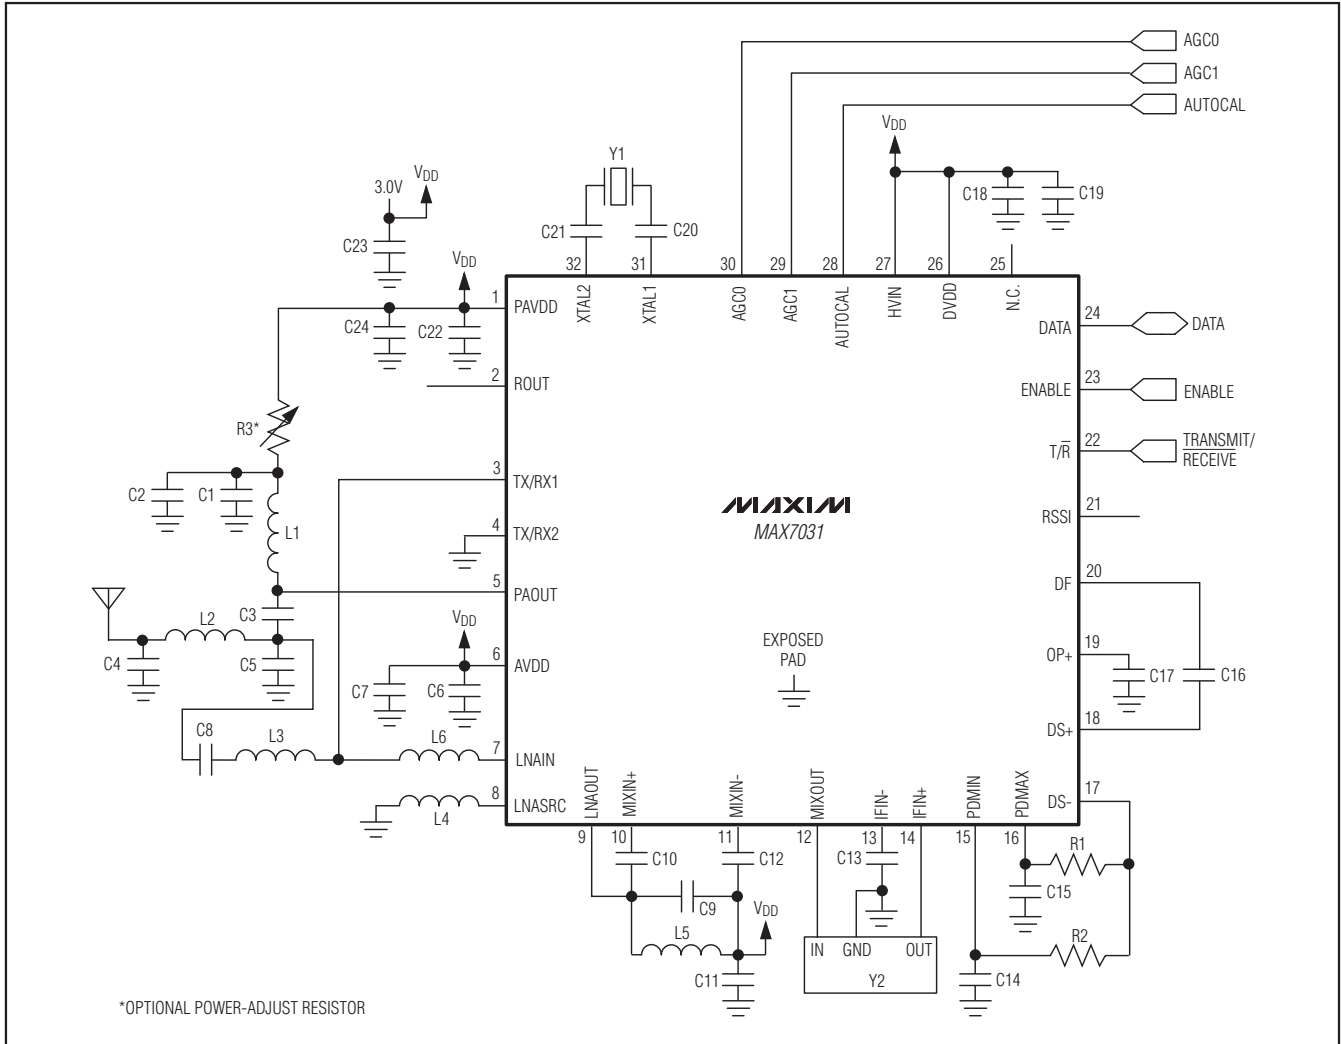 AGC0
AGC1
AUTOCAL
VDD
Y1
3.0V
VDD
C18
C19
C21
C20
C23
VDD
32
31
30
29
28
27
26
25
1
PAVDD
XTAL2
XTAL1
AGC0
AGC1
AUTOCAL
HVIN
DVDD
N.C.
C24
C22
DATA
24
DATA
2
ROUT
ENABLE
23
ENABLE
R3*
T/R
22
TRANSMIT/
RECEIVE
3
TX/RX1
C2
C1
MAXIM
MAX7031
RSSI
21
L1
4
TX/RX2
5
PAOUT
DF
20
C3
L2
VDD
EXPOSED
PAD
OP+
19
C4
C5
6
AVDD
C17
C16
C7
C6
DS+
18
C8
L3
L6
7
LNAIN
8
LNASRC
L4
LNAOUT
MIXIN+
MIXIN-
MIXOUT
IFIN-
IFIN+
PDMIN
PDMAX
DS-
17
9
10
11
12
13
14
15
16
C10
C12
C13
R1
C15
C9
VDD
L5
R2
IN
GND
OUT
C11
Y2
C14
*OPTIONAL POWER-ADJUST RESISTOR